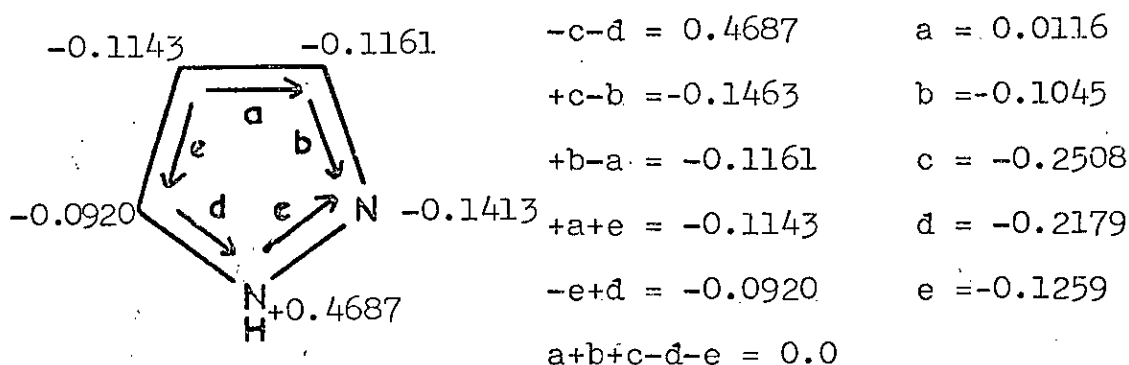 -0.1143 -0.1161
a
e b
-0.0920 d e N -0.1413
N +0.4687
H
-c-d = 0.4687 a = 0.0116
+c-b =-0.1463 b =-0.1045
+b-a = -0.1161 c = -0.2508
+a+e = -0.1143 d = -0.2179
-e+d = -0.0920 e =-0.1259
a+b+c-d-e = 0.0